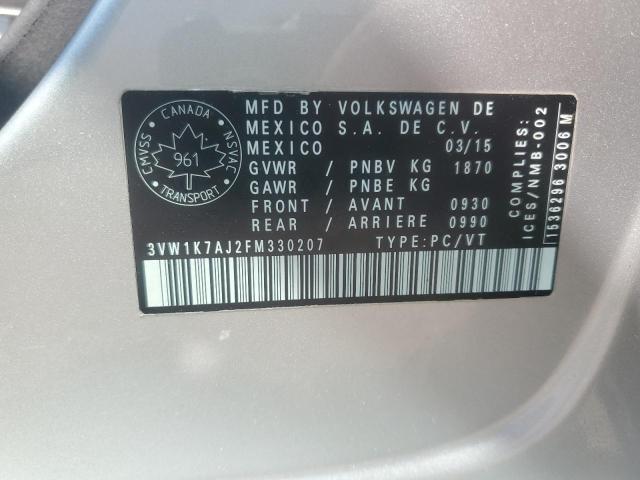 CANADA
CMVSS
NSVAC
961
TRANSPORT
MFD BY VOLKSWAGEN DE
MEXICO S.A. DE C.V.
MEXICO 03/15
GVWR / PNBV KG 1870
GAWR / PNBE KG
FRONT / AVANT 0930
REAR / ARRIERE 0990
3VW1K7AJ2FM330207 TYPE:PC/VT
COMPLIES:
ICES/NMB-002
1536296 3006 M